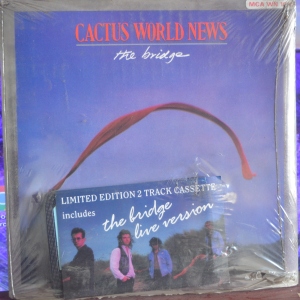 CACTUS WORLD NEWS
the bridge
LIMITED EDITION 2 TRACK CASSETTE
includes
the bridge
live version